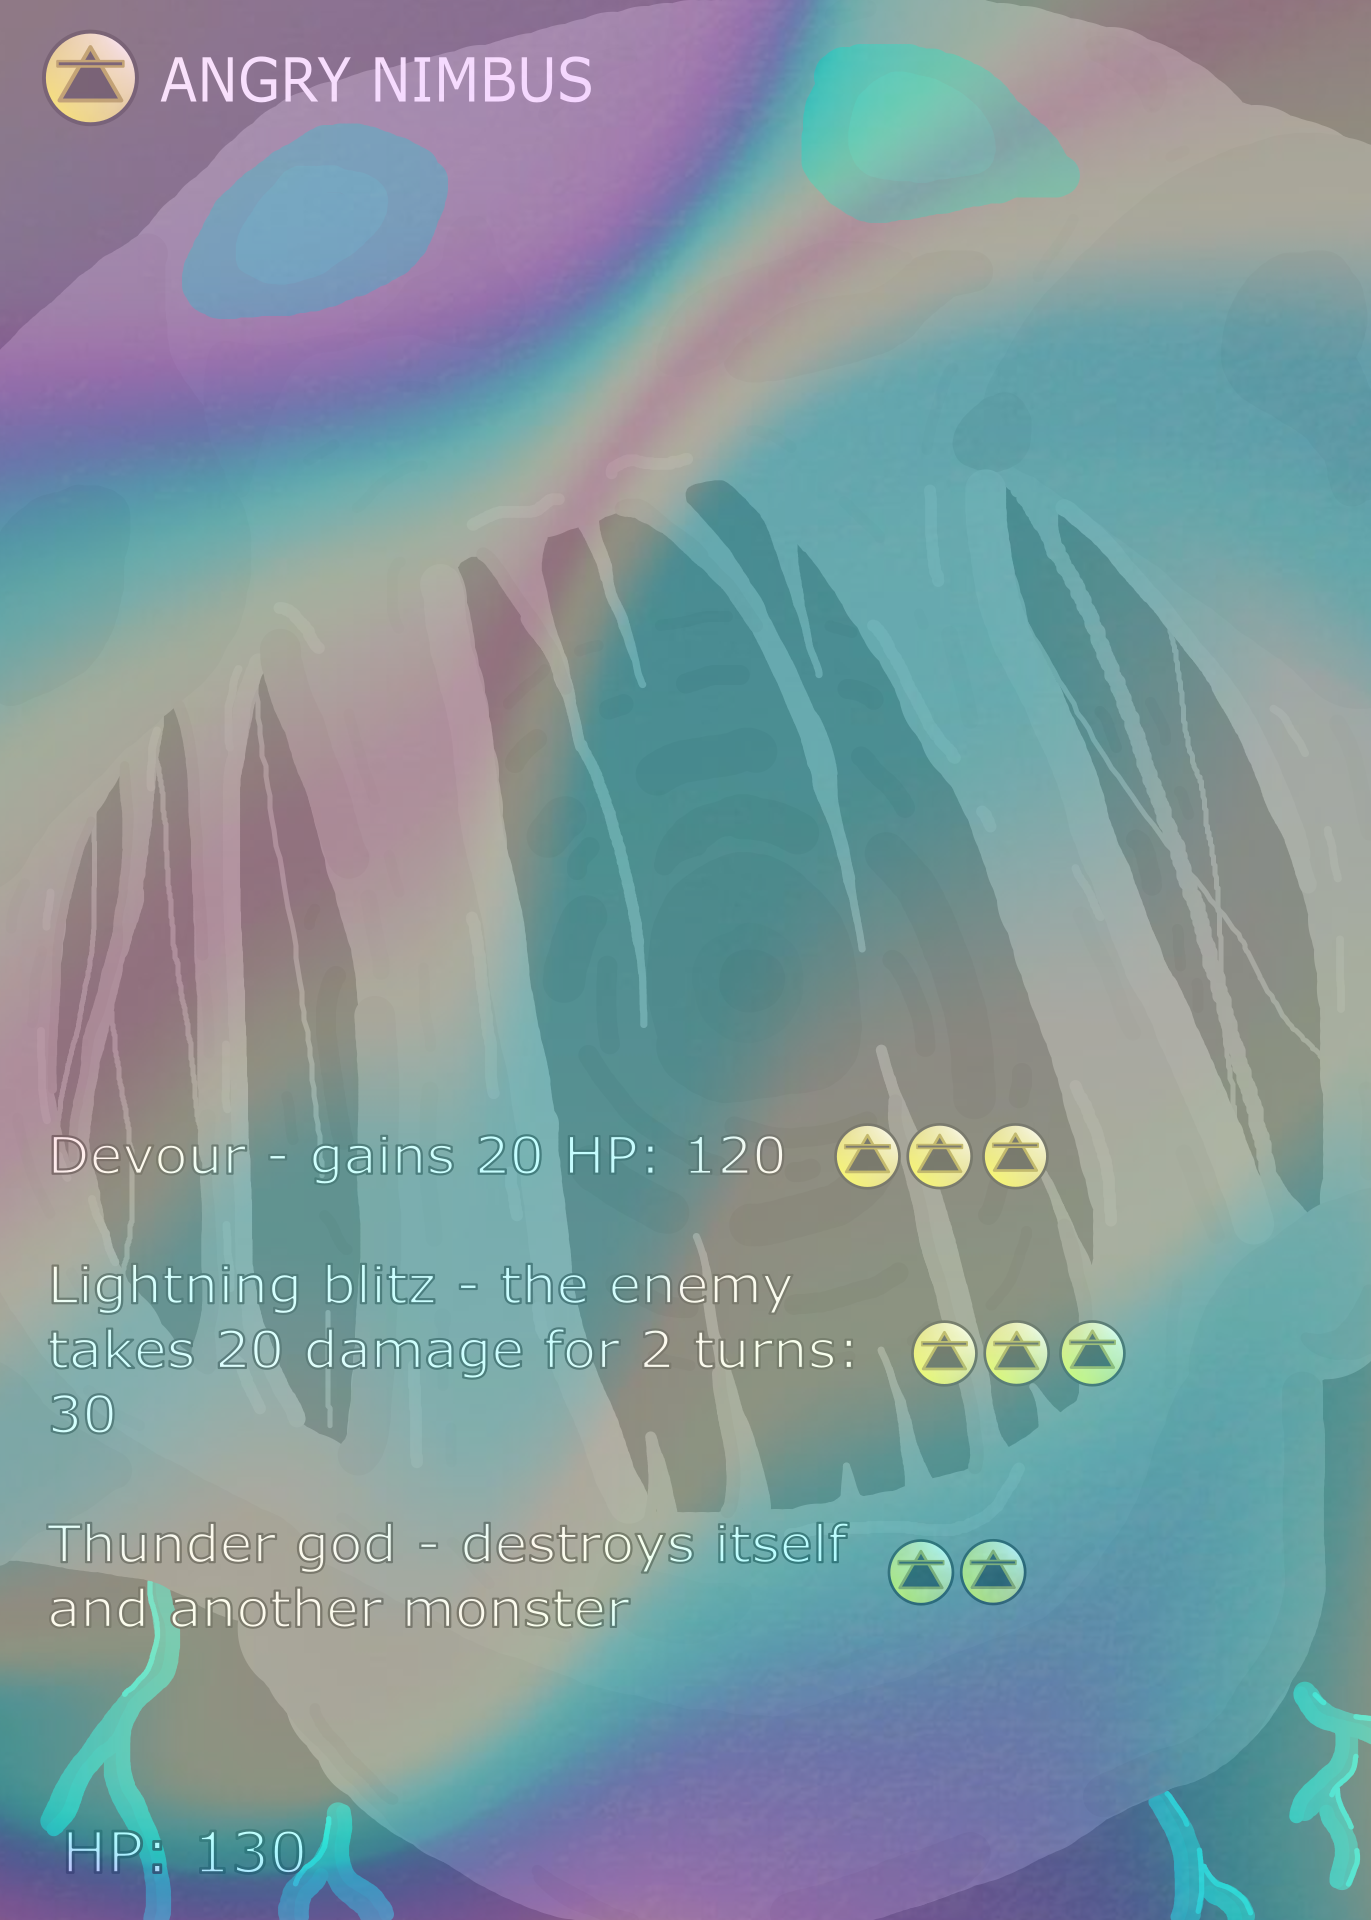 ANGRY NIMBUS
Devour - gains 20 HP: 120
Lightning blitz - the enemy
takes 20 damage for 2 turns:
30
Thunder god - destroys itself
and another monster
HP: 130